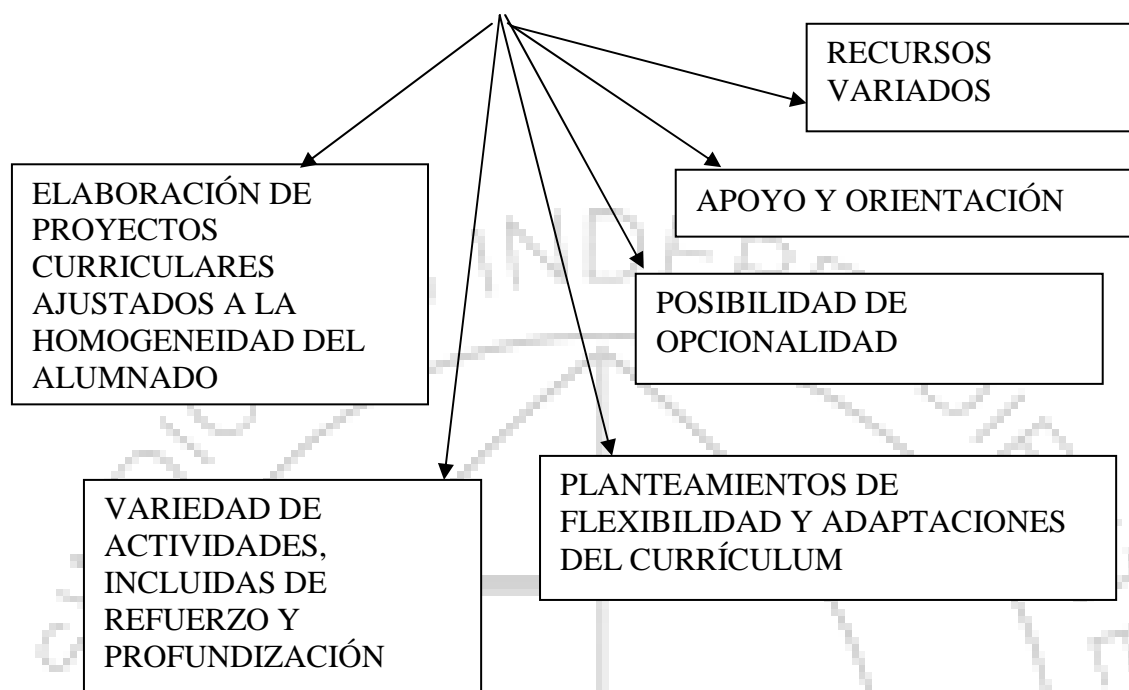 RECURSOS
VARIADOS
ELABORACIÓN DE
PROYECTOS
CURRICULARES
AJUSTADOS A LA
HOMOGENEIDAD DEL
ALUMNADO
APOYO Y ORIENTACIÓN
POSIBILIDAD DE
OPCIONALIDAD
VARIEDAD DE
ACTIVIDADES,
INCLUIDAS DE
REFUERZO Y
PROFUNDIZACIÓN
PLANTEAMIENTOS DE
FLEXIBILIDAD Y ADAPTACIONES
DEL CURRÍCULUM